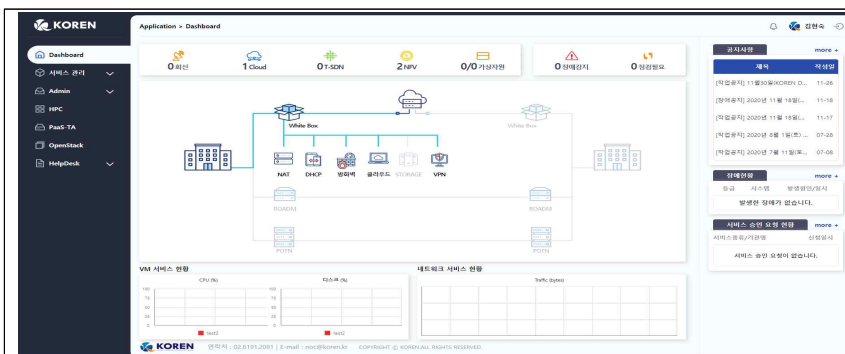 KOREN
Application > Dashboard
김현숙
Dashboard
서비스 관리
Admin
HPC
PaaS-TA
OpenStack
HelpDesk
0 회선
1 Cloud
0 T-SDN
2 NFV
0/0 가상자원
0 장애감지
0 점검필요
White Box
White Box
NAT
DHCP
방화벽
클라우드
STORAGE
VPN
ROADM
ROADM
POTN
POTN
공지사항
more +
제목
작성일
[작업공지] 11월30일(KOREN D...
11-26
[장애공지] 2020년 11월 18일(...
11-18
[작업공지] 2020년 11월 18일(...
11-17
[작업공지] 2020년 8월 1일(토) ...
07-28
[작업공지] 2020년 7월 11일(토...
07-08
장애현황
more +
등급
시스템
발생원인/일시
발생한 장애가 없습니다.
서비스 승인 요청 현황
more +
서비스종류/기관명
신청일시
서비스 승인 요청이 없습니다.
VM 서비스 현황
네트워크 서비스 현황
CPU (%)
디스크 (%)
Traffic (bytes)
100
75
50
25
0
100
75
50
25
0
test2
test2
KOREN
연락처 : 02.6191.2001 | E-mail : noc@koren.kr
COPYRIGHT ⓒ KOREN.ALL RIGHTS RESERVED.